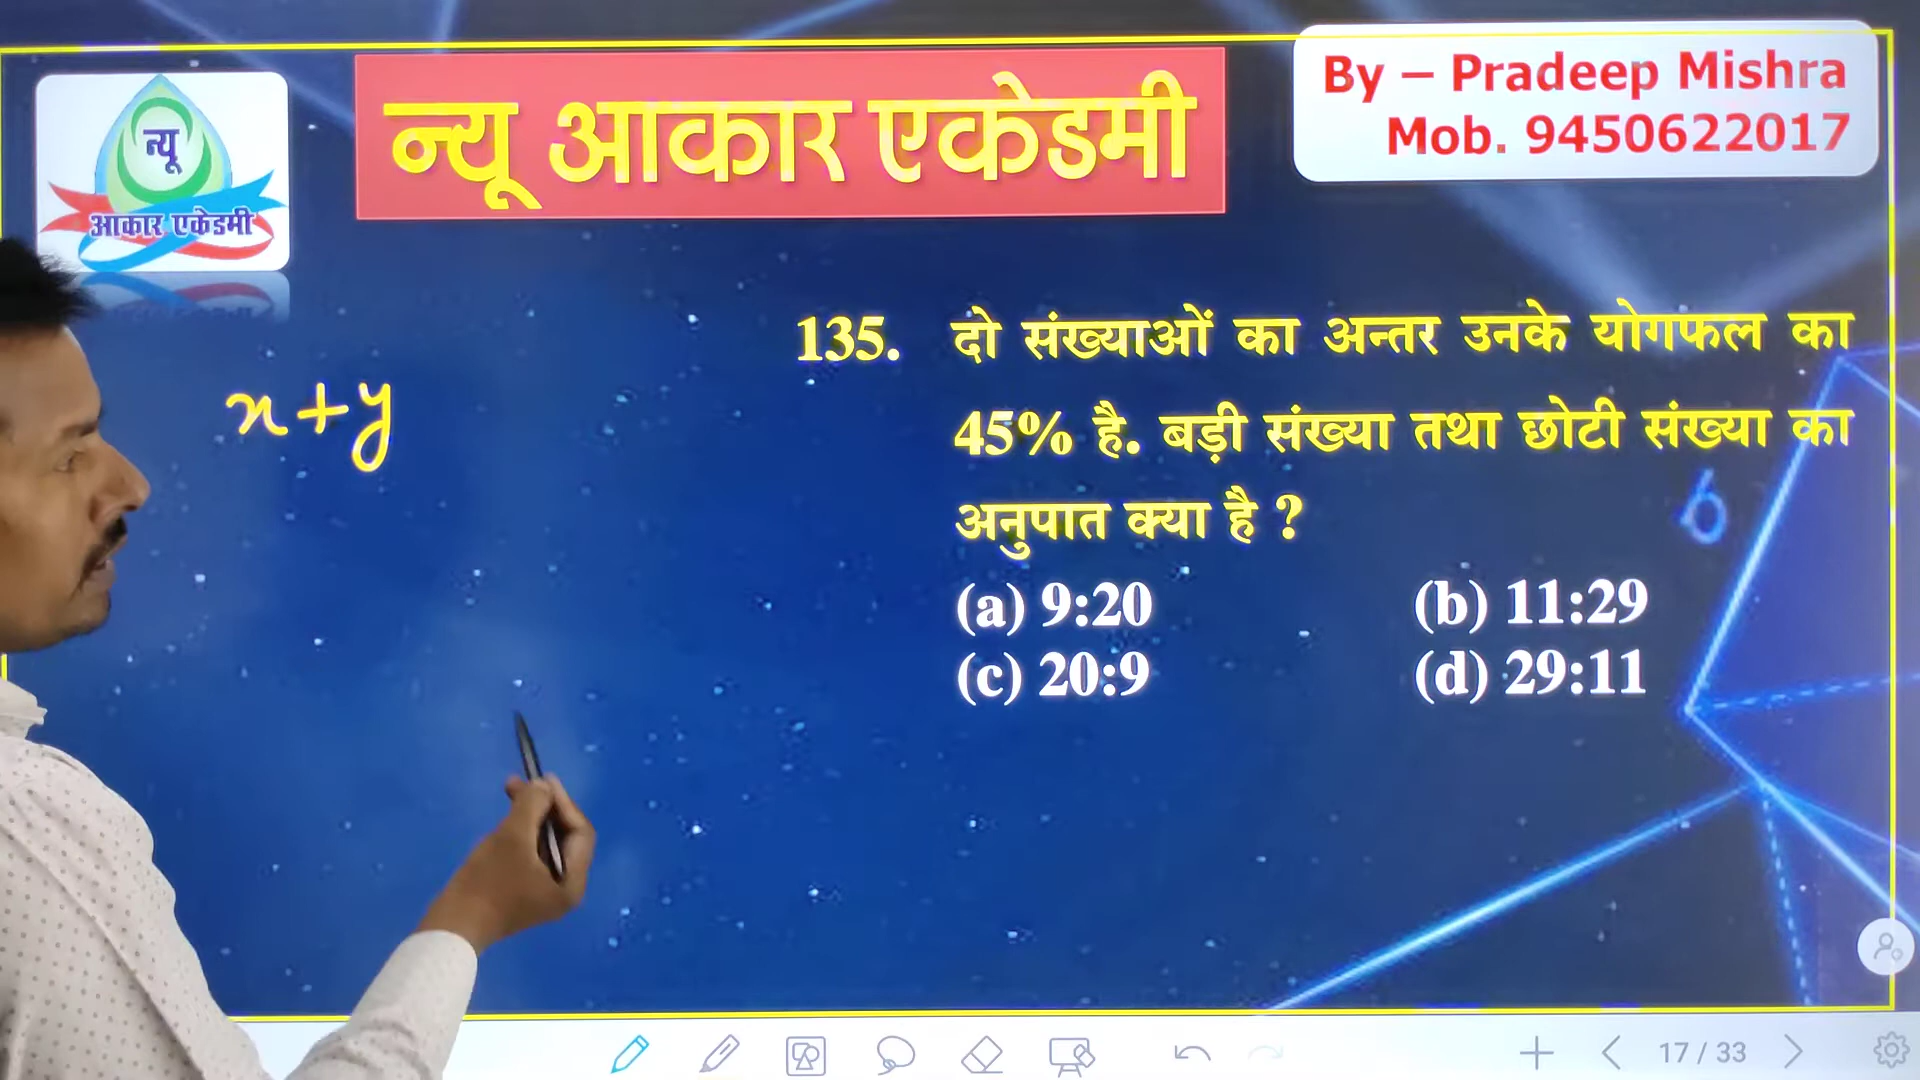 न्यू
आकार एकेडमी
न्यू आकार एकेडमी
By – Pradeep Mishra
Mob. 9450622017
x+y
135. दो संख्याओं का अन्तर उनके योगफल का
45% है. बड़ी संख्या तथा छोटी संख्या का
अनुपात क्या है ?
(a) 9:20 (b) 11:29
(c) 20:9 (d) 29:11
6
17 / 33